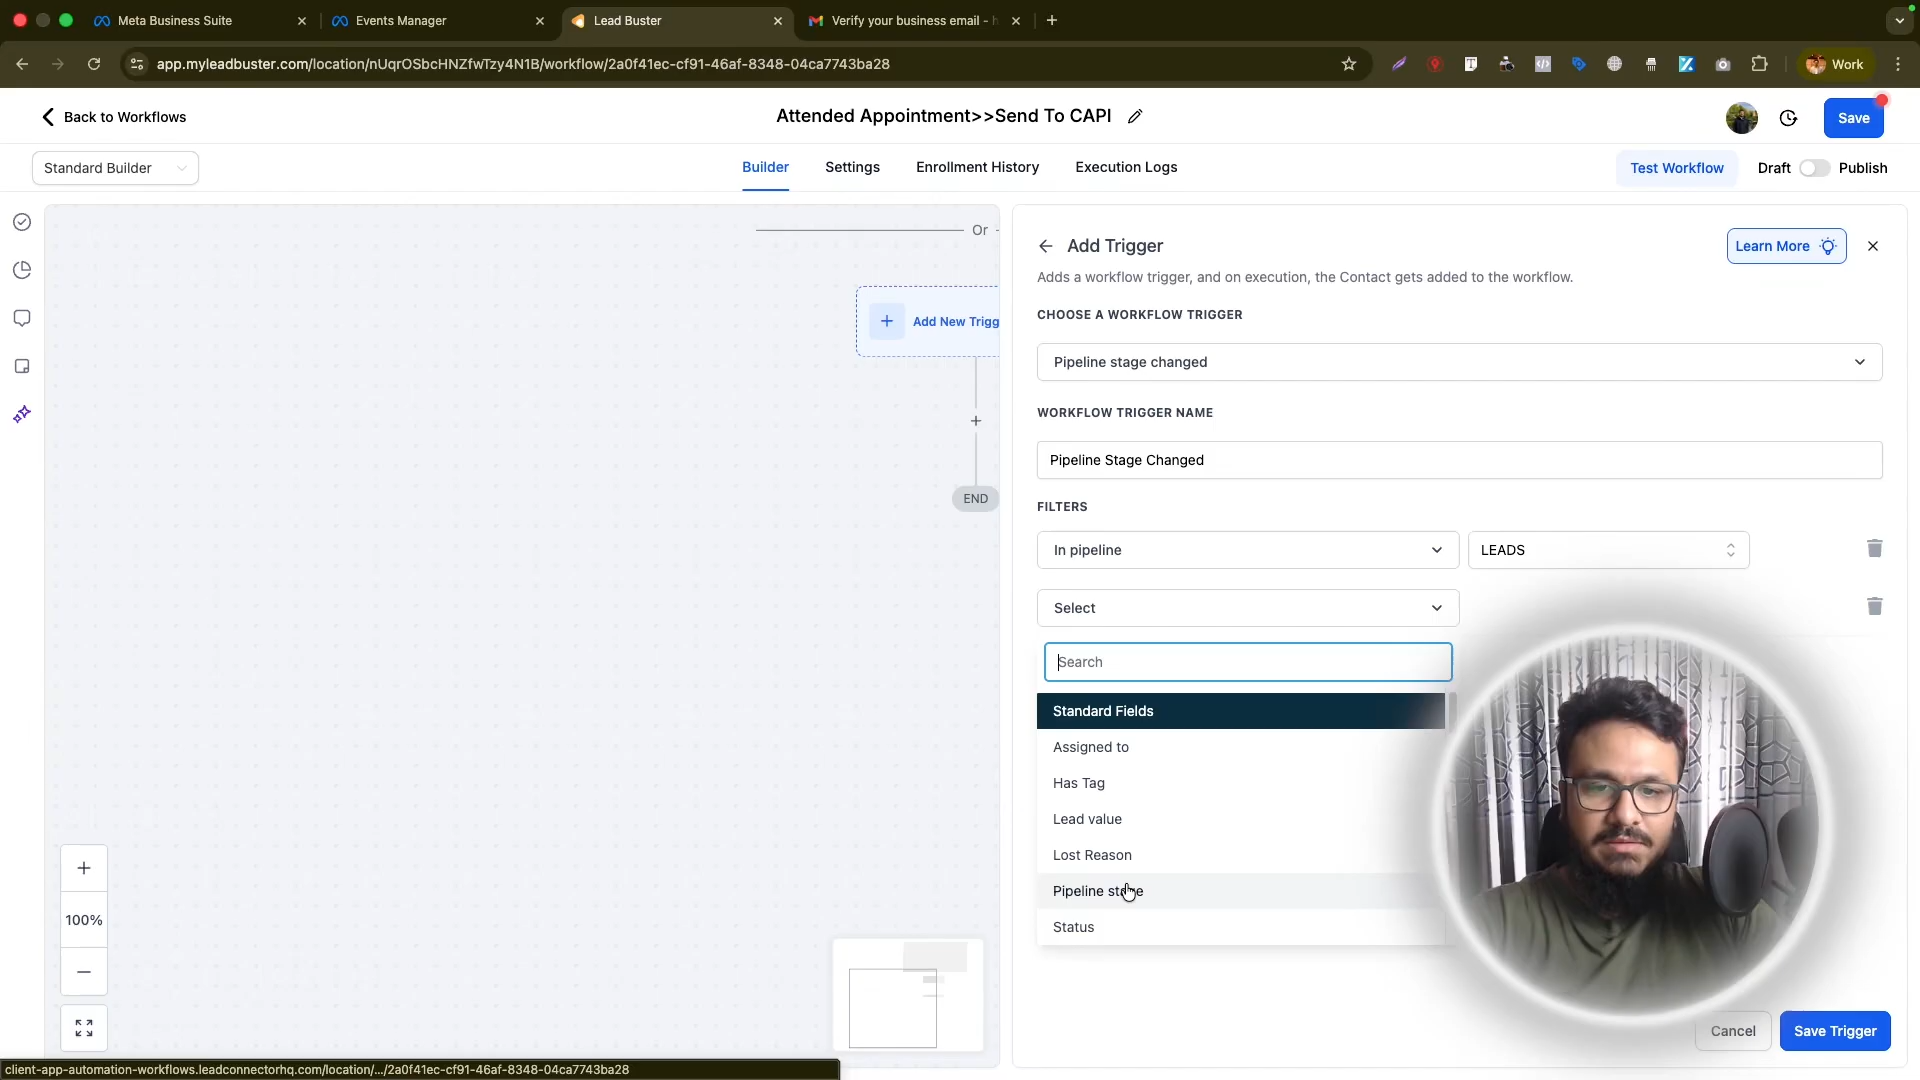 Meta Business Suite
Events Manager
Lead Buster
Verify your business email - h
app.myleadbuster.com/location/nUqrOSbcHNZfwTzy4N1B/workflow/2a0f41ec-cf91-46af-8348-04ca7743ba28
Work
Back to Workflows
Attended Appointment>>Send To CAPI
Save
Standard Builder
Builder
Settings
Enrollment History
Execution Logs
Test Workflow
Draft
Publish
Or
Add New Trigg
END
100%
Add Trigger
Learn More
Adds a workflow trigger, and on execution, the Contact gets added to the workflow.
CHOOSE A WORKFLOW TRIGGER
Pipeline stage changed
WORKFLOW TRIGGER NAME
Pipeline Stage Changed
FILTERS
In pipeline
LEADS
Select
Search
Standard Fields
Assigned to
Has Tag
Lead value
Lost Reason
Pipeline stage
Status
Cancel
Save Trigger
client-app-automation-workflows.leadconnectorhq.com/location/.../2a0f41ec-cf91-46af-8348-04ca7743ba28